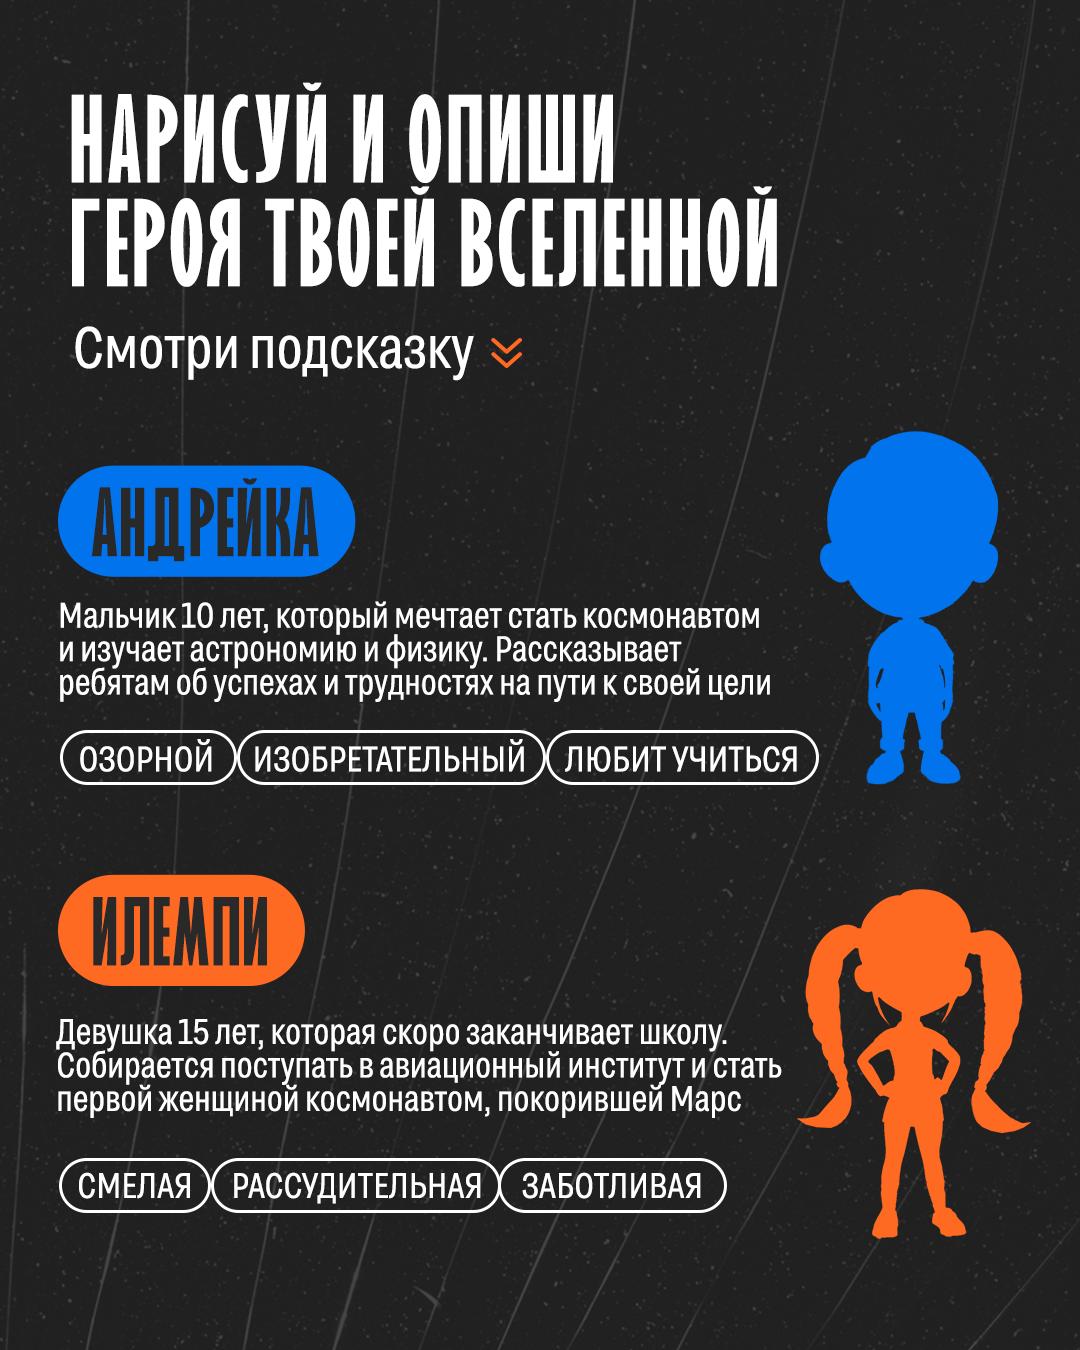 НАРИСУЙ И ОПИШИ
ГЕРОЯ ТВОЕЙ ВСЕЛЕННОЙ
Смотри подсказку
АНДРЕЙКА
Мальчик 10 лет, который мечтает стать космонавтом
и изучает астрономию и физику. Рассказывает
ребятам об успехах и трудностях на пути к своей цели
ОЗОРНОЙ ИЗОБРЕТАТЕЛЬНЫЙ ЛЮБИТ УЧИТЬСЯ
ИЛЕМПИ
Девушка 15 лет, которая скоро заканчивает школу.
Собирается поступать в авиационный институт и стать
первой женщиной космонавтом, покорившей Марс
СМЕЛАЯ РАССУДИТЕЛЬНАЯ ЗАБОТЛИВАЯ